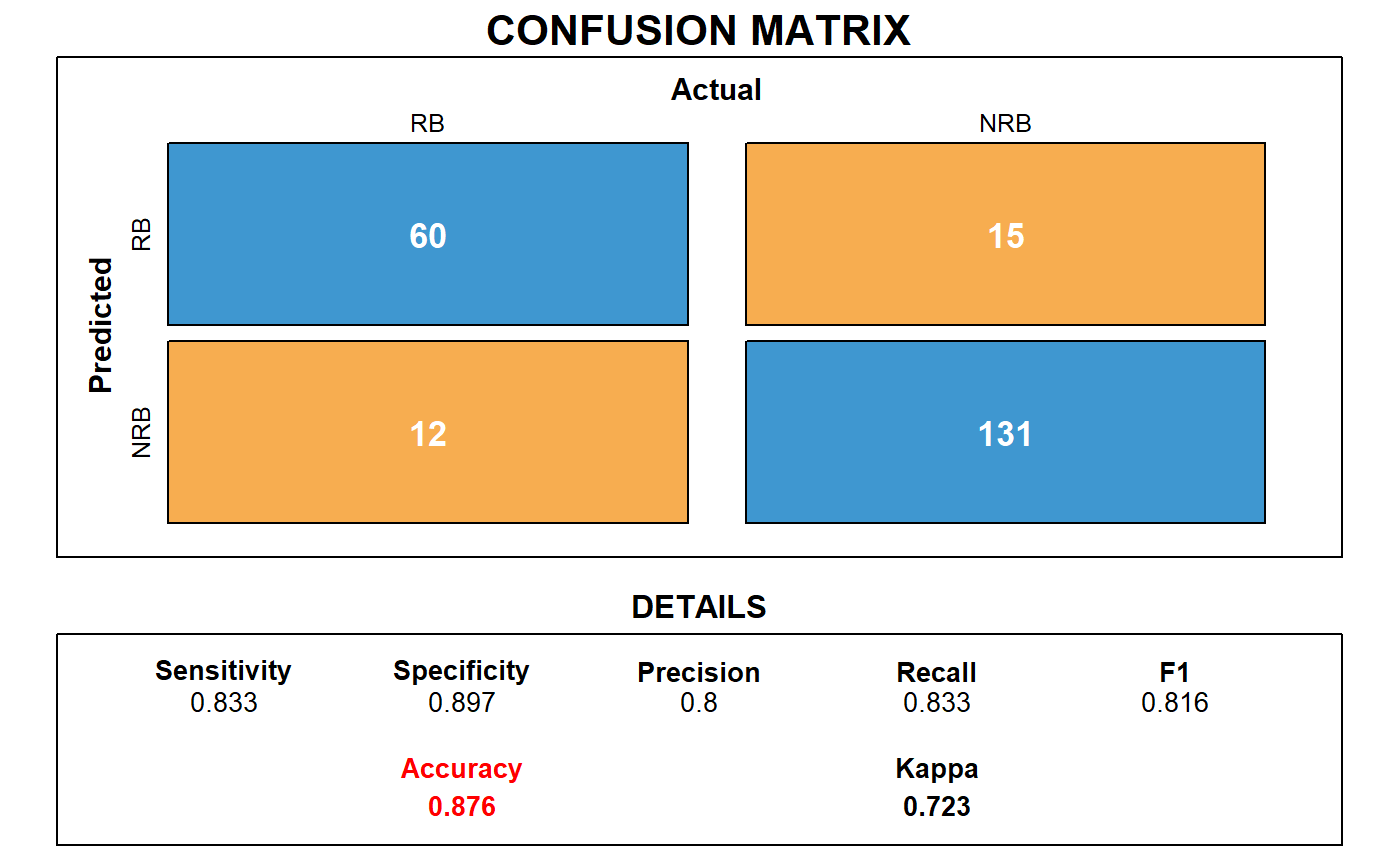 CONFUSION MATRIX
Actual
RB NRB
Predicted
RB
60 15
NRB
12 131
DETAILS
Sensitivity Specificity Precision Recall F1
0.833 0.897 0.8 0.833 0.816
Accuracy Kappa
0.876 0.723